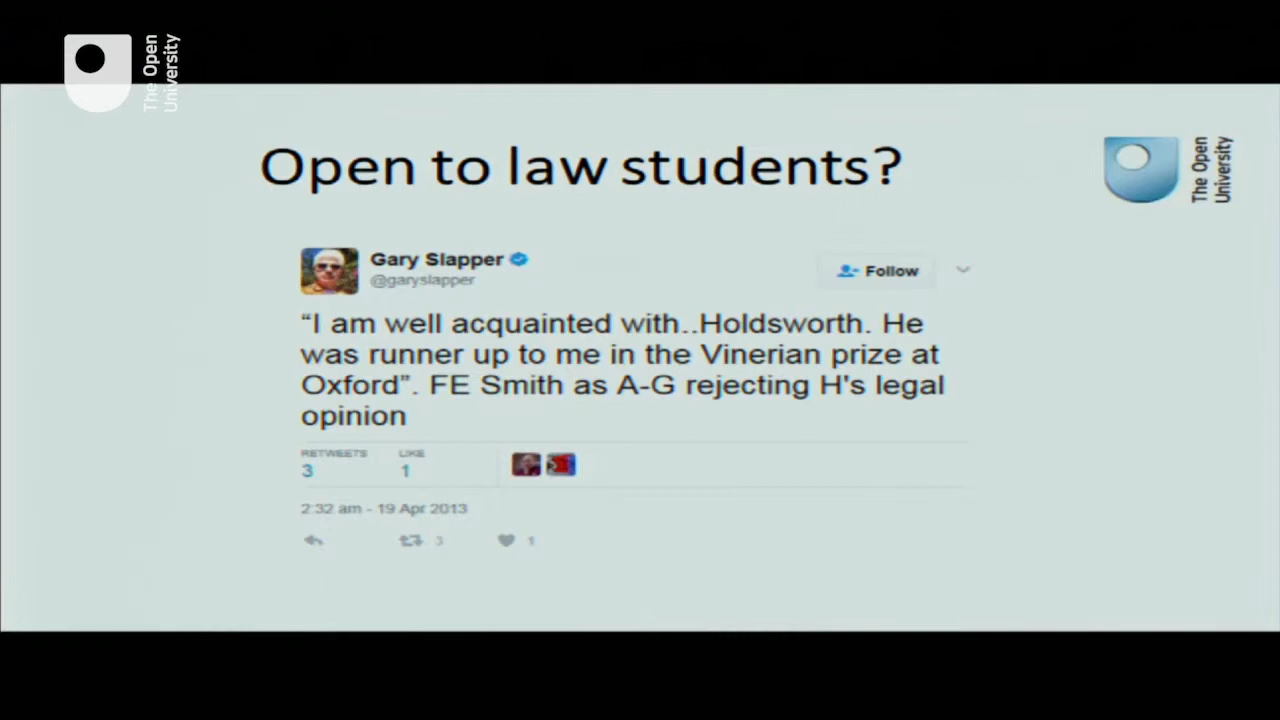 The Open
University
Open to law students?
The Open
University
Gary Slapper
@garyslapper
Follow
“I am well acquainted with..Holdsworth. He
was runner up to me in the Vinerian prize at
Oxford”. FE Smith as A-G rejecting H's legal
opinion
RETWEETS LIKE
3 1
2:32 am - 19 Apr 2013
3 1